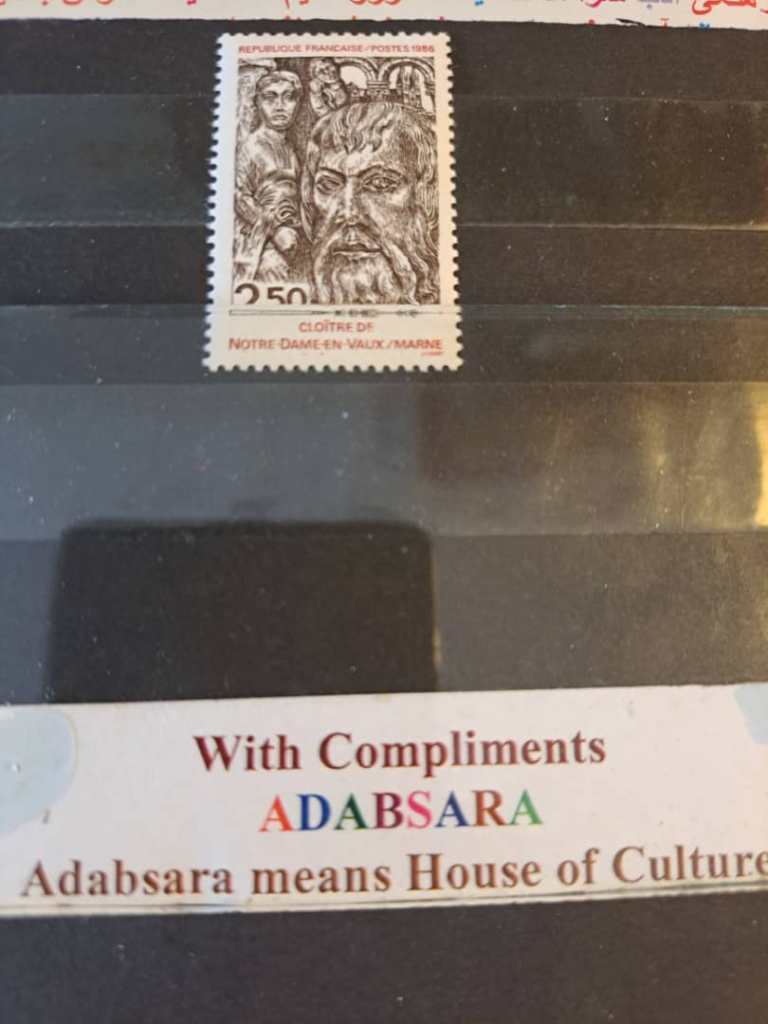 REPUBLIQUE FRANCAISE/POSTES 1986
2.50
CLOÎTRE DE
NOTRE-DAME-EN-VAUX/MARNE
With Compliments
ADABSARA
Adabsara means House of Culture